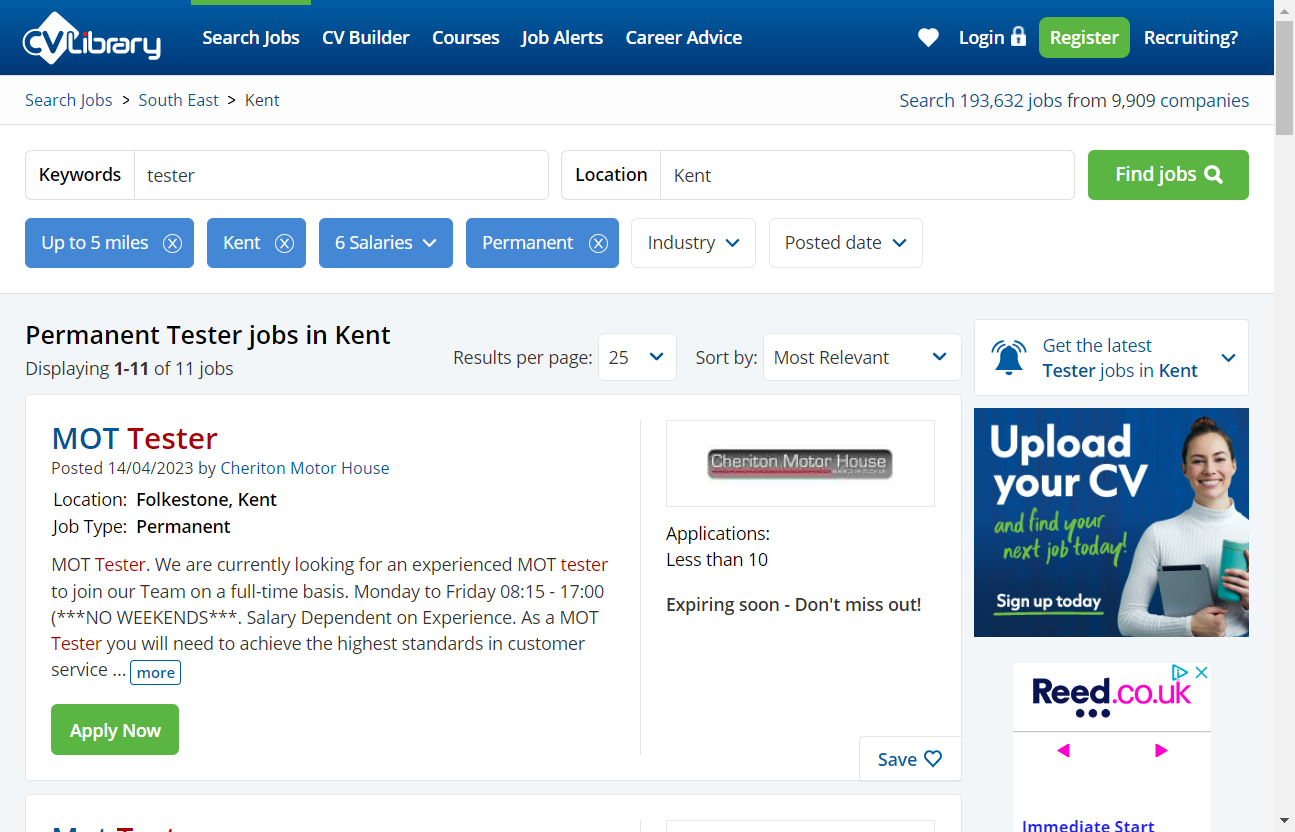 CVLibrary
Search Jobs
CV Builder
Courses
Job Alerts
Career Advice
Login
Register
Recruiting?
Search Jobs > South East > Kent
Search 193,632 jobs from 9,909 companies
Keywords
tester
Location
Kent
Find jobs
Up to 5 miles
Kent
6 Salaries
Permanent
Industry
Posted date
Permanent Tester jobs in Kent
Displaying 1-11 of 11 jobs
Results per page: 25
Sort by: Most Relevant
Get the latest
Tester jobs in Kent
MOT Tester
Posted 14/04/2023 by Cheriton Motor House
Location: Folkestone, Kent
Job Type: Permanent
MOT Tester. We are currently looking for an experienced MOT tester
to join our Team on a full-time basis. Monday to Friday 08:15 - 17:00
(***NO WEEKENDS***. Salary Dependent on Experience. As a MOT
Tester you will need to achieve the highest standards in customer
service ... more
Apply Now
Cheriton Motor House
Applications:
Less than 10
Expiring soon - Don't miss out!
Save
Upload
your CV
and find your
next job today!
Sign up today
Reed.co.uk
Immediate Start
Mot Tester